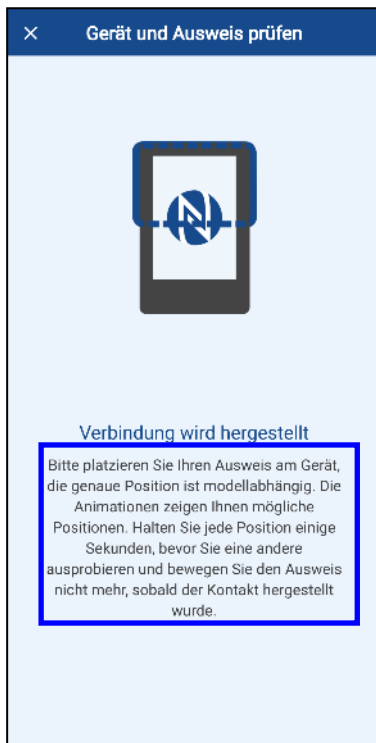 Gerät und Ausweis prüfen
Verbindung wird hergestellt
Bitte platzieren Sie Ihren Ausweis am Gerät,
die genaue Position ist modellabhängig. Die
Animationen zeigen Ihnen mögliche
Positionen. Halten Sie jede Position einige
Sekunden, bevor Sie eine andere
ausprobieren und bewegen Sie den Ausweis
nicht mehr, sobald der Kontakt hergestellt
wurde.